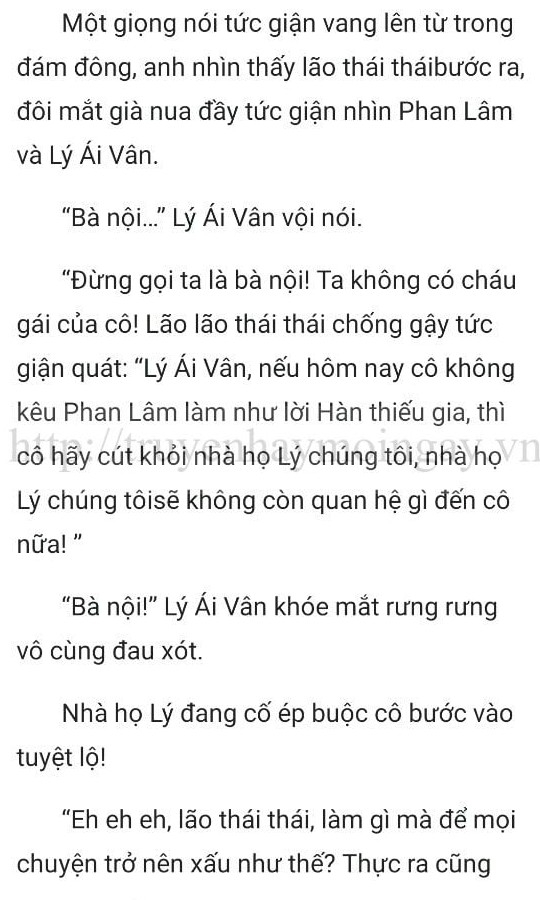 Một giọng nói tức giận vang lên từ trong
đám đông, anh nhìn thấy lão thái tháibước ra,
đôi mắt già nua đầy tức giận nhìn Phan Lâm
và Lý Ái Vân.
“Bà nội...” Lý Ái Vân vội nói.
“Đừng gọi ta là bà nội! Ta không có cháu
gái của cô! Lão lão thái thái chống gậy tức
giận quát: “Lý Ái Vân, nếu hôm nay cô không
kêu Phan Lâm làm như lời Hàn thiếu gia, thì
http://truyenhaymoingay.vn
cô hãy cút khỏi nhà họ Lý chúng tôi, nhà họ
Lý chúng tôisẽ không còn quan hệ gì đến cô
nữa! ”
“Bà nội!” Lý Ái Vân khóe mắt rưng rưng
vô cùng đau xót.
Nhà họ Lý đang cố ép buộc cô bước vào
tuyệt lộ!
“Eh eh eh, lão thái thái, làm gì mà để mọi
chuyện trở nên xấu như thế? Thực ra cũng